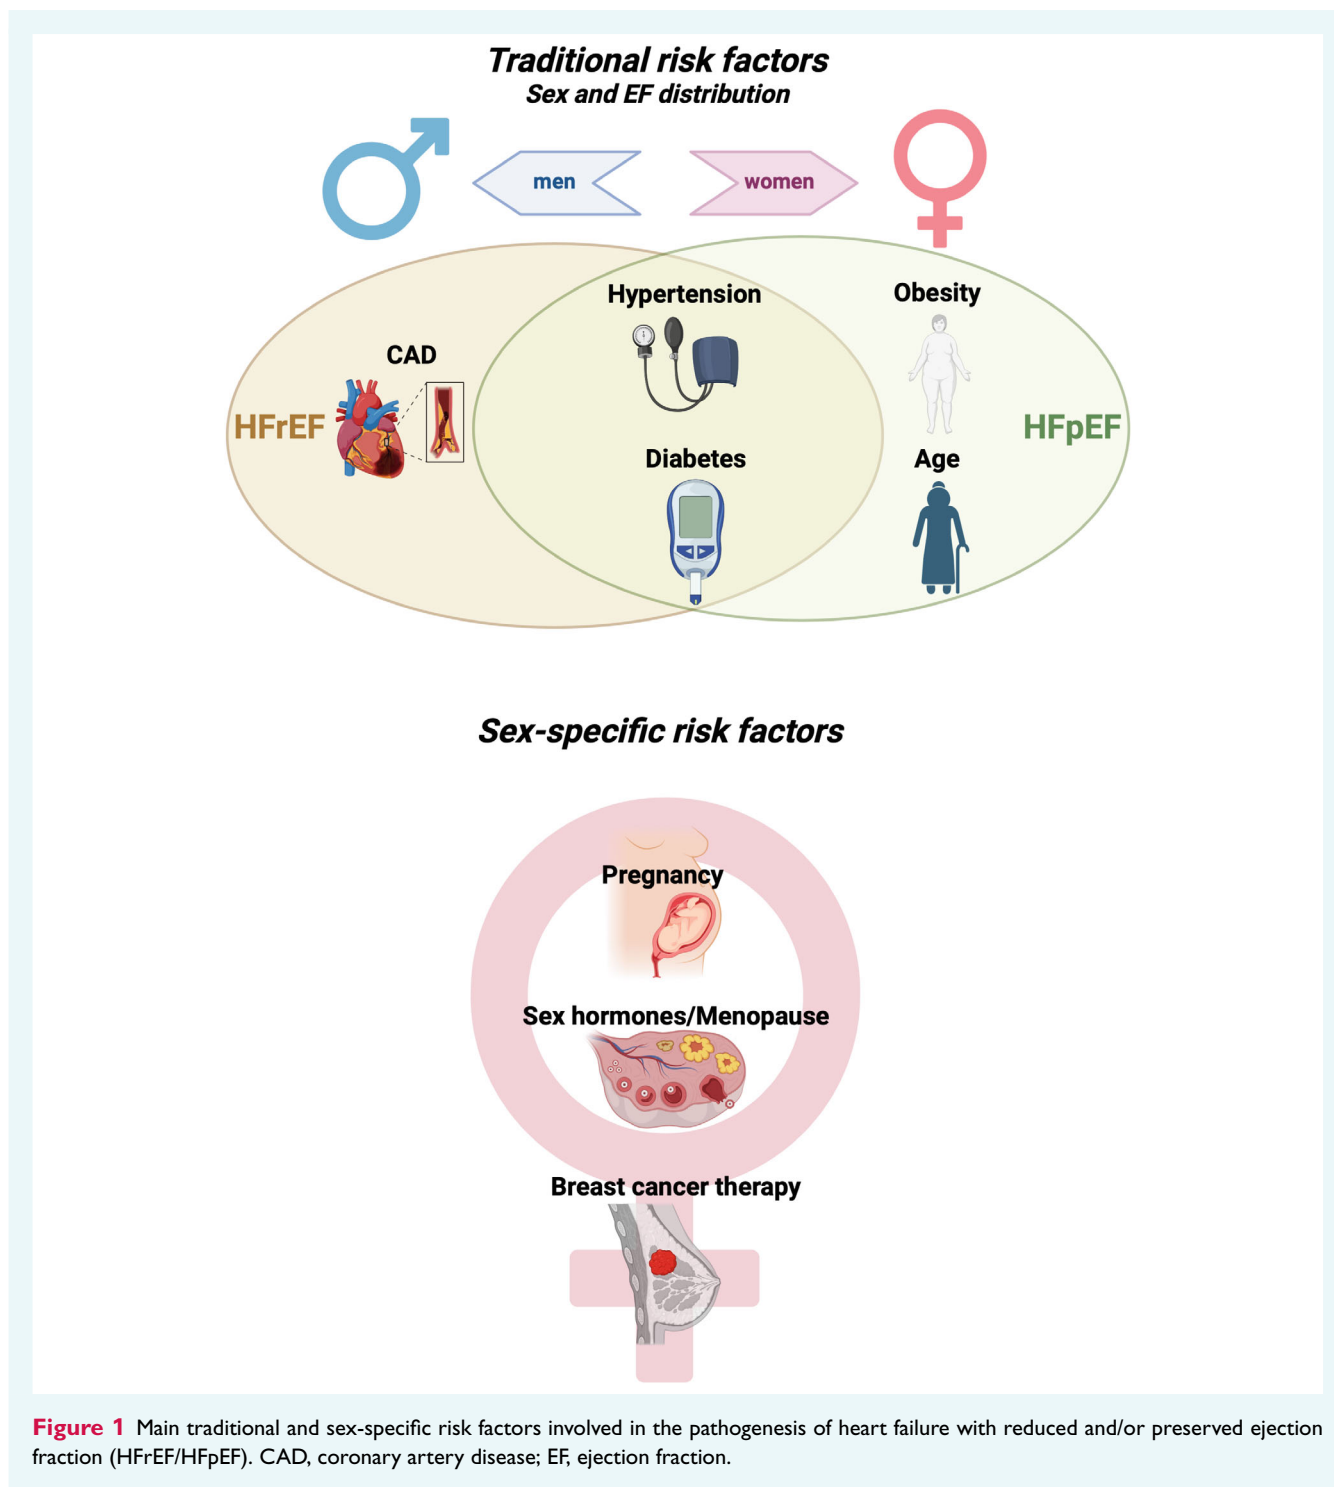 Traditional risk factors
Sex and EF distribution
men
women
Hypertension
Obesity
CAD
HFrEF
HFpEF
Diabetes
Age
Sex-specific risk factors
Pregnancy
Sex hormones/Menopause
Breast cancer therapy
Figure 1 Main traditional and sex-specific risk factors involved in the pathogenesis of heart failure with reduced and/or preserved ejection
fraction (HFrEF/HFpEF). CAD, coronary artery disease; EF, ejection fraction.